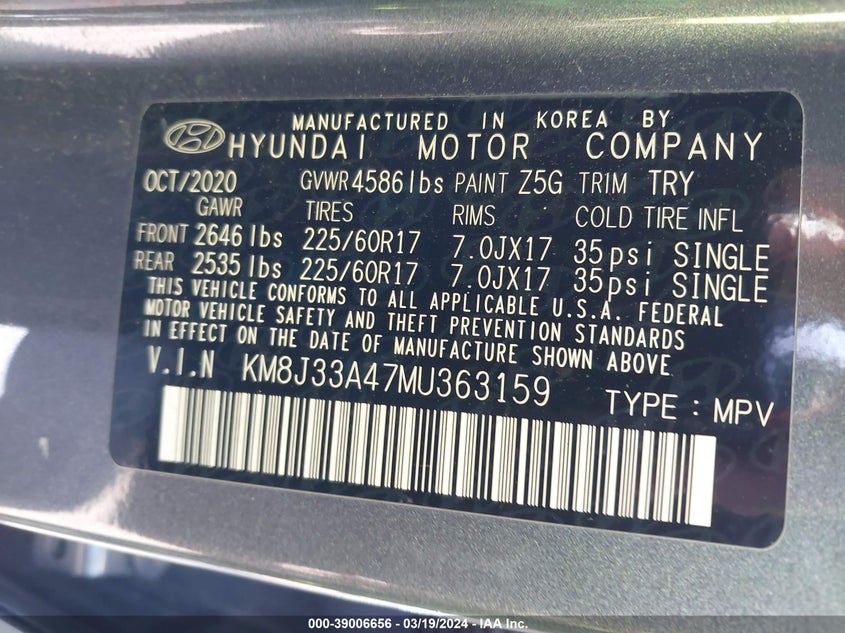 MANUFACTURED IN KOREA BY
HYUNDAI MOTOR COMPANY
OCT/2020 GVWR 4586 lbs PAINT Z5G TRIM TRY
GAWR TIRES RIMS COLD TIRE INFL
FRONT 2646 lbs 225/60R17 7.0JX17 35psi SINGLE
REAR 2535 lbs 225/60R17 7.0JX17 35psi SINGLE
THIS VEHICLE CONFORMS TO ALL APPLICABLE U.S.A. FEDERAL
MOTOR VEHICLE SAFETY AND THEFT PREVENTION STANDARDS
IN EFFECT ON THE DATE OF MANUFACTURE SHOWN ABOVE
V.I.N KM8J33A47MU363159 TYPE : MPV
000-39006656 - 03/19/2024 - IAA Inc.